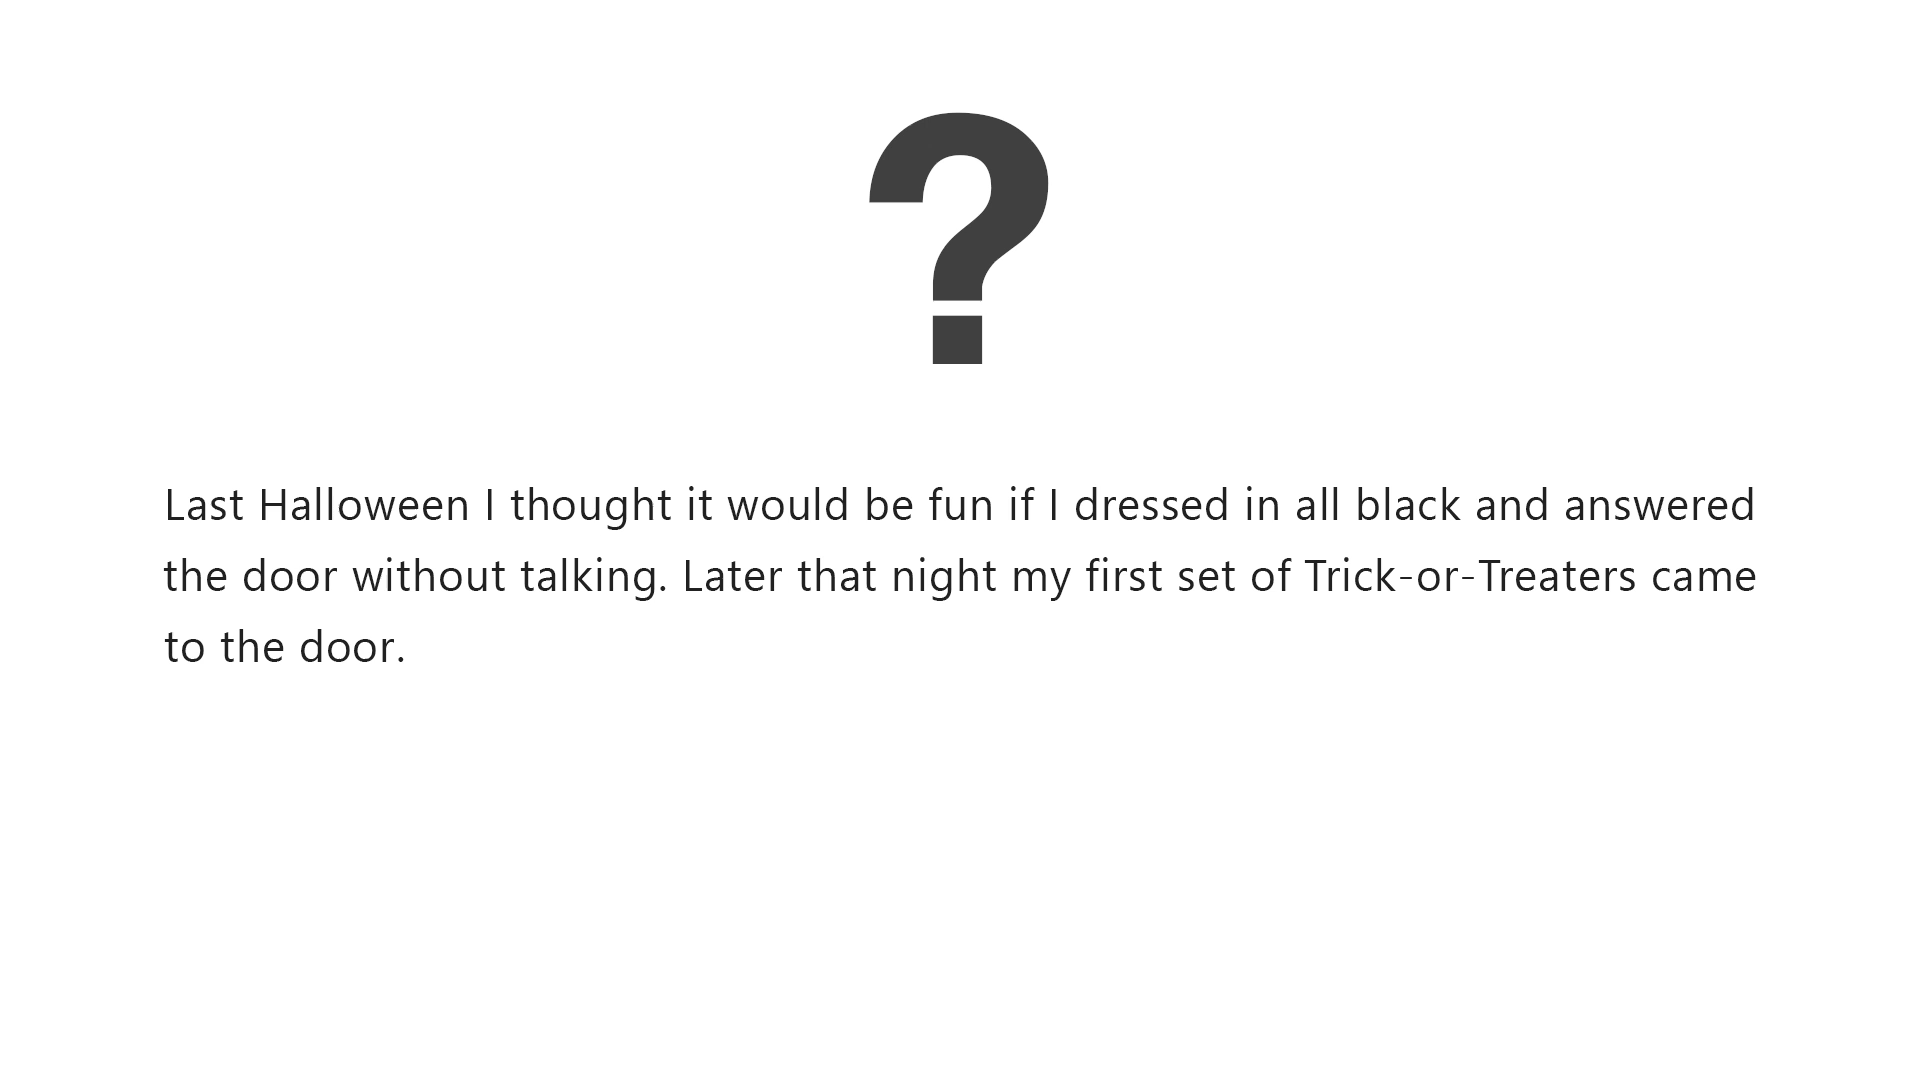 ?
Last Halloween I thought it would be fun if I dressed in all black and answered
the door without talking. Later that night my first set of Trick-or-Treaters came
to the door.